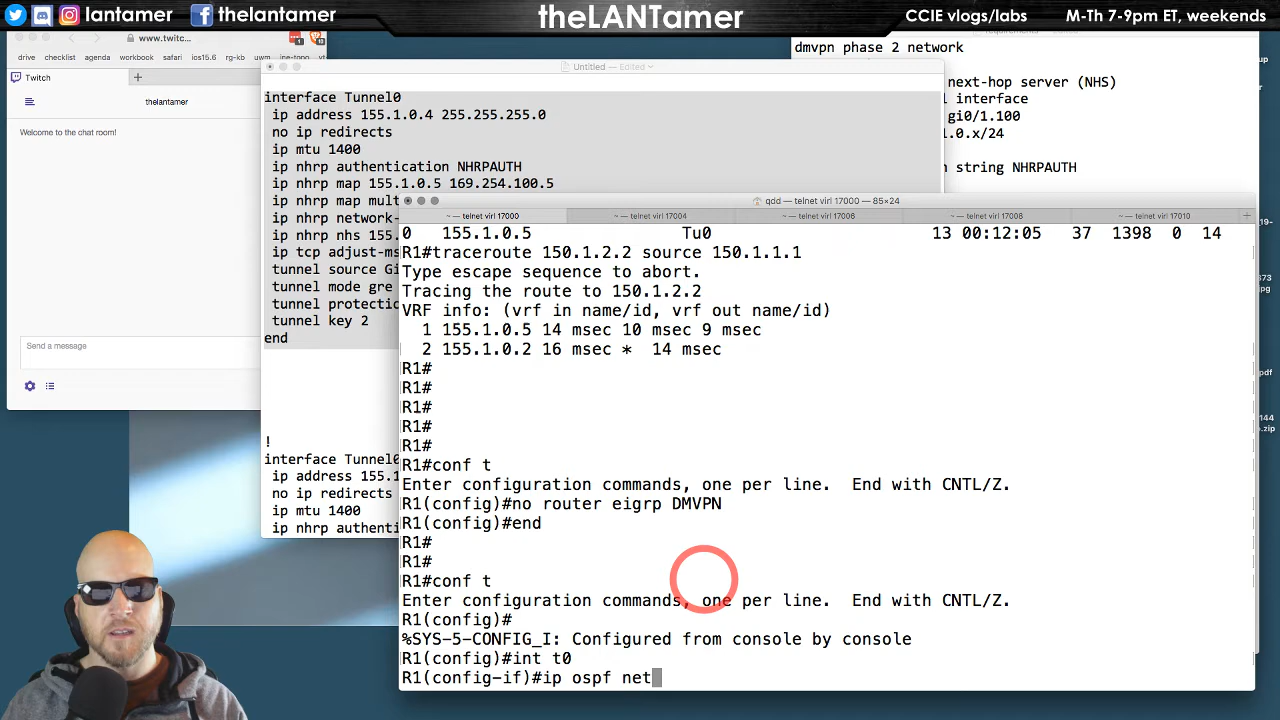 lantamer thelantamer
theLANTamer
CCIE vlogs/labs M-Th 7-9pm ET, weekends
www.twitc...
drive checklist agenda workbook safari ios15.6 rg-kb uwm
Twitch +
thelantamer
Welcome to the chat room!
Send a message
Untitled — Edited
interface Tunnel0
ip address 155.1.0.4 255.255.255.0
no ip redirects
ip mtu 1400
ip nhrp authentication NHRPAUTH
ip nhrp map 155.1.0.5 169.254.100.5
ip nhrp map mult
ip nhrp network-
ip nhrp nhs 155.
ip tcp adjust-ms
tunnel source Gi
tunnel mode gre
tunnel protectio
tunnel key 2
end
!
interface Tunnel0
ip address 155.1
no ip redirects
ip mtu 1400
ip nhrp authenti
dmvpn phase 2 network
next-hop server (NHS)
l interface
gi0/1.100
1.0.x/24
n string NHRPAUTH
qdd — telnet virl 17000 — 85×24
~ — telnet virl 17000 ~ — telnet virl 17004 ~ — telnet virl 17006 ~ — telnet virl 17008 ~ — telnet virl 17010 +
0 155.1.0.5 Tu0 13 00:12:05 37 1398 0 14
R1#traceroute 150.1.2.2 source 150.1.1.1
Type escape sequence to abort.
Tracing the route to 150.1.2.2
VRF info: (vrf in name/id, vrf out name/id)
1 155.1.0.5 14 msec 10 msec 9 msec
2 155.1.0.2 16 msec * 14 msec
R1#
R1#
R1#
R1#
R1#
R1#conf t
Enter configuration commands, one per line. End with CNTL/Z.
R1(config)#no router eigrp DMVPN
R1(config)#end
R1#
R1#
R1#conf t
Enter configuration commands, one per line. End with CNTL/Z.
R1(config)#
%SYS-5-CONFIG_I: Configured from console by console
R1(config)#int t0
R1(config-if)#ip ospf net